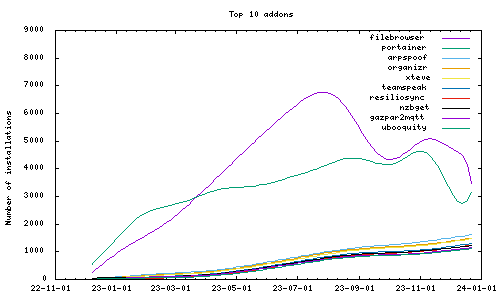 Top 10 addons
9000
8000
7000
6000
5000
4000
3000
2000
1000
0
Number of installations
filebrowser
portainer
arpspoof
organizr
xteve
teamspeak
resiliosync
nzbget
gazpar2mqtt
ubooquity
22-11-01
23-01-01
23-03-01
23-05-01
23-07-01
23-09-01
23-11-01
24-01-01